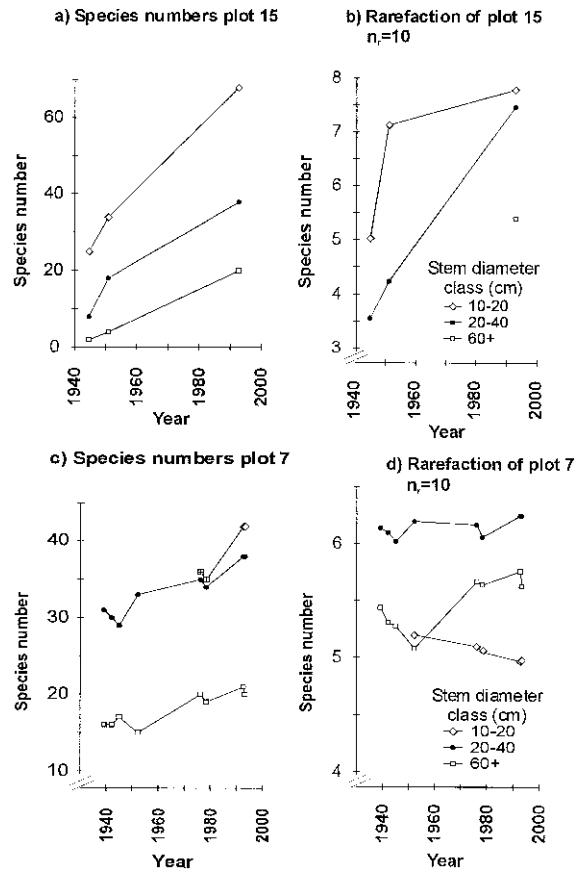 a) Species numbers plot 15
60
40
20
0
Species number
1940
1960
1980
2000
Year
b) Rarefaction of plot 15
nr=10
8
7
6
5
4
3
Species number
Stem diameter
class (cm)
10-20
20-40
60+
1940
1960
1980
2000
Year
c) Species numbers plot 7
40
30
20
10
Species number
1940
1960
1980
2000
Year
d) Rarefaction of plot 7
nr=10
6
5
4
Species number
Stem diameter
class (cm)
10-20
20-40
60+
1940
1960
1980
2000
Year